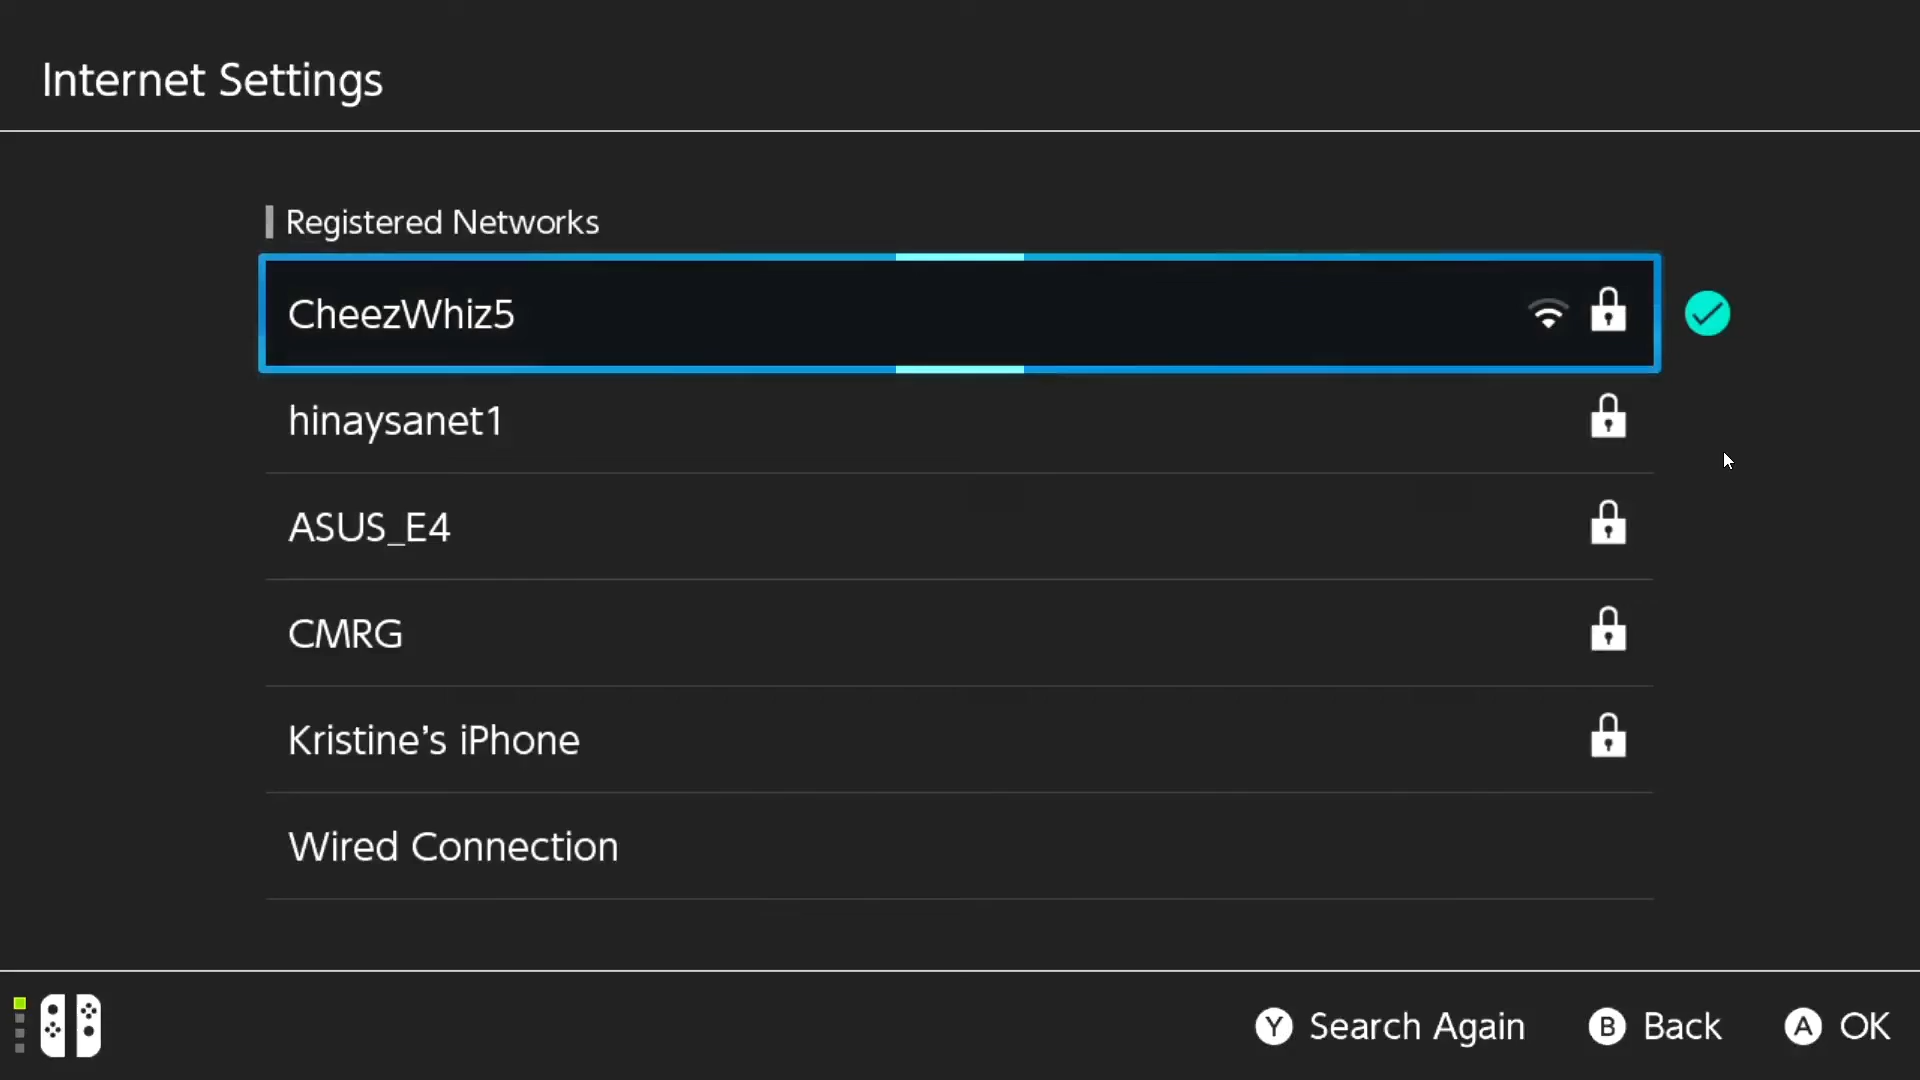 Internet Settings
Registered Networks
CheezWhiz5
hinaysanet1
ASUS_E4
CMRG
Kristine’s iPhone
Wired Connection
Y Search Again B Back A OK